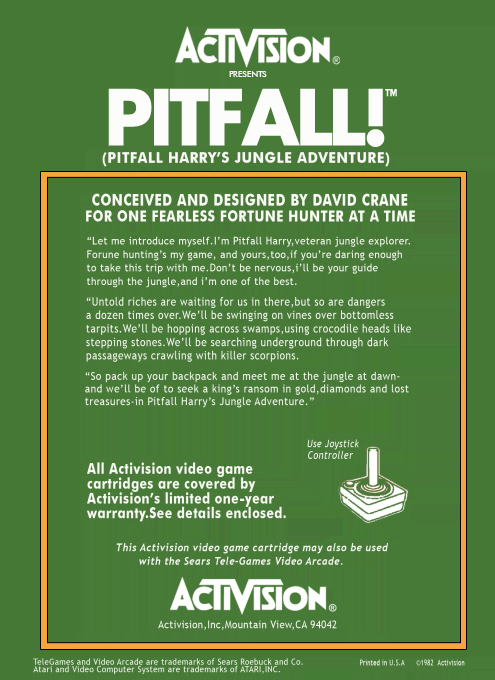 ACTIVISION®
PRESENTS
PITFALL!™
(PITFALL HARRY'S JUNGLE ADVENTURE)
CONCEIVED AND DESIGNED BY DAVID CRANE
FOR ONE FEARLESS FORTUNE HUNTER AT A TIME
“Let me introduce myself.I'm Pitfall Harry,veteran jungle explorer.
Forune hunting's my game, and yours,too,if you're daring enough
to take this trip with me.Don't be nervous,i'll be your guide
through the jungle,and i'm one of the best.
“Untold riches are waiting for us in there,but so are dangers
a dozen times over.We'll be swinging on vines over bottomless
tarpits.We'll be hopping across swamps,using crocodile heads like
stepping stones.We'll be searching underground through dark
passageways crawling with killer scorpions.
“So pack up your backpack and meet me at the jungle at dawn-
and we'll be of to seek a king's ransom in gold,diamonds and lost
treasures-in Pitfall Harry's Jungle Adventure.”
Use Joystick
Controller
All Activision video game
cartridges are covered by
Activision's limited one-year
warranty.See details enclosed.
This Activision video game cartridge may also be used
with the Sears Tele-Games Video Arcade.
ACTIVISION®
Activision,Inc,Mountain View,CA 94042
TeleGames and Video Arcade are trademarks of Sears Roebuck and Co.
Atari and Video Computer System are trademarks of ATARI,INC.
Printed in U.S.A ©1982 Activision